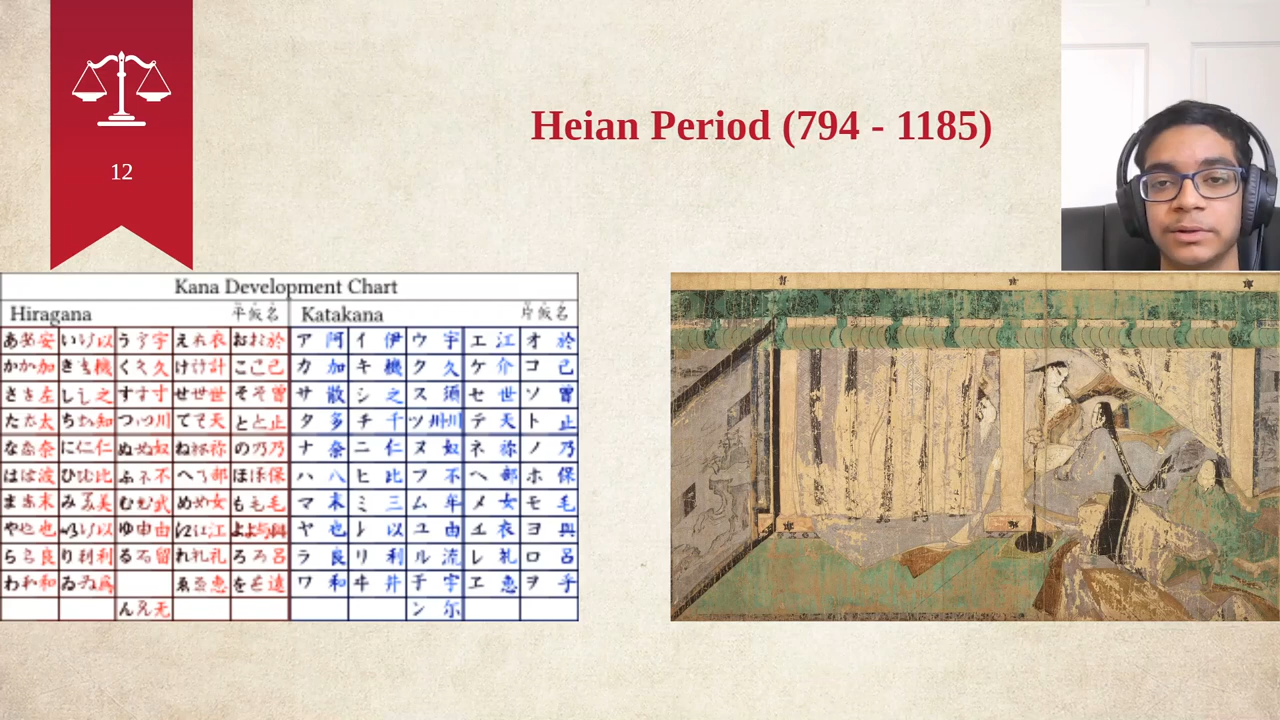 12
Heian Period (794 - 1185)
Kana Development Chart
Hiragana 平仮名 Katakana 片仮名
あ安 い以 う宇 え衣 お於 ア阿 イ伊 ウ宇 エ江 オ於
か加 き機 く久 け計 こ己 カ加 キ機 ク久 ケ介 コ己
さ左 し之 す寸 せ世 そ曽 サ散 シ之 ス須 セ世 ソ曽
た太 ち知 つ川 て天 と止 タ多 チ千 ツ州川 テ天 ト止
な奈 に仁 ぬ奴 ね祢 の乃 ナ奈 ニ仁 ヌ奴 ネ祢 ノ乃
は波 ひ比 ふ不 へ部 ほ保 ハ八 ヒ比 フ不 ヘ部 ホ保
ま末 み美 む武 め女 も毛 マ末 ミ三 ム牟 メ女 モ毛
や也 以 ゆ由 江 よ與 ヤ也 以 ユ由 衣 ヨ與
ら良 り利 る留 れ礼 ろ呂 ラ良 リ利 ル流 レ礼 ロ呂
わ和 ゐ為 ゑ恵 を遠 ワ和 ヰ井 宇 ヱ恵 ヲ乎
ん无 ン尔